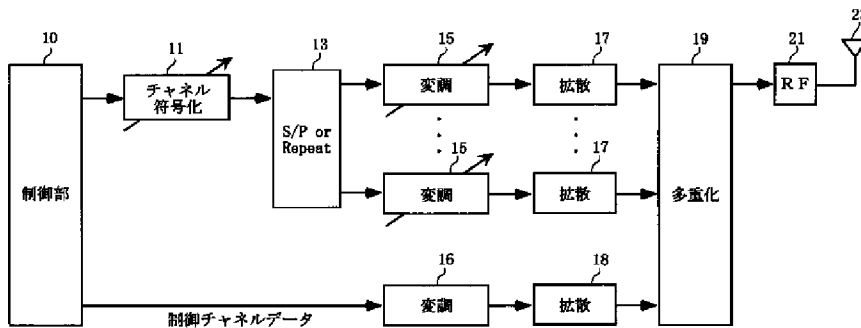 10
11
13
15
17
19
21
制御部
チャネル
符号化
S/P or
Repeat
変調
拡散
多重化
RF
15
17
変調
拡散
16
18
変調
拡散
制御チャネルデータ